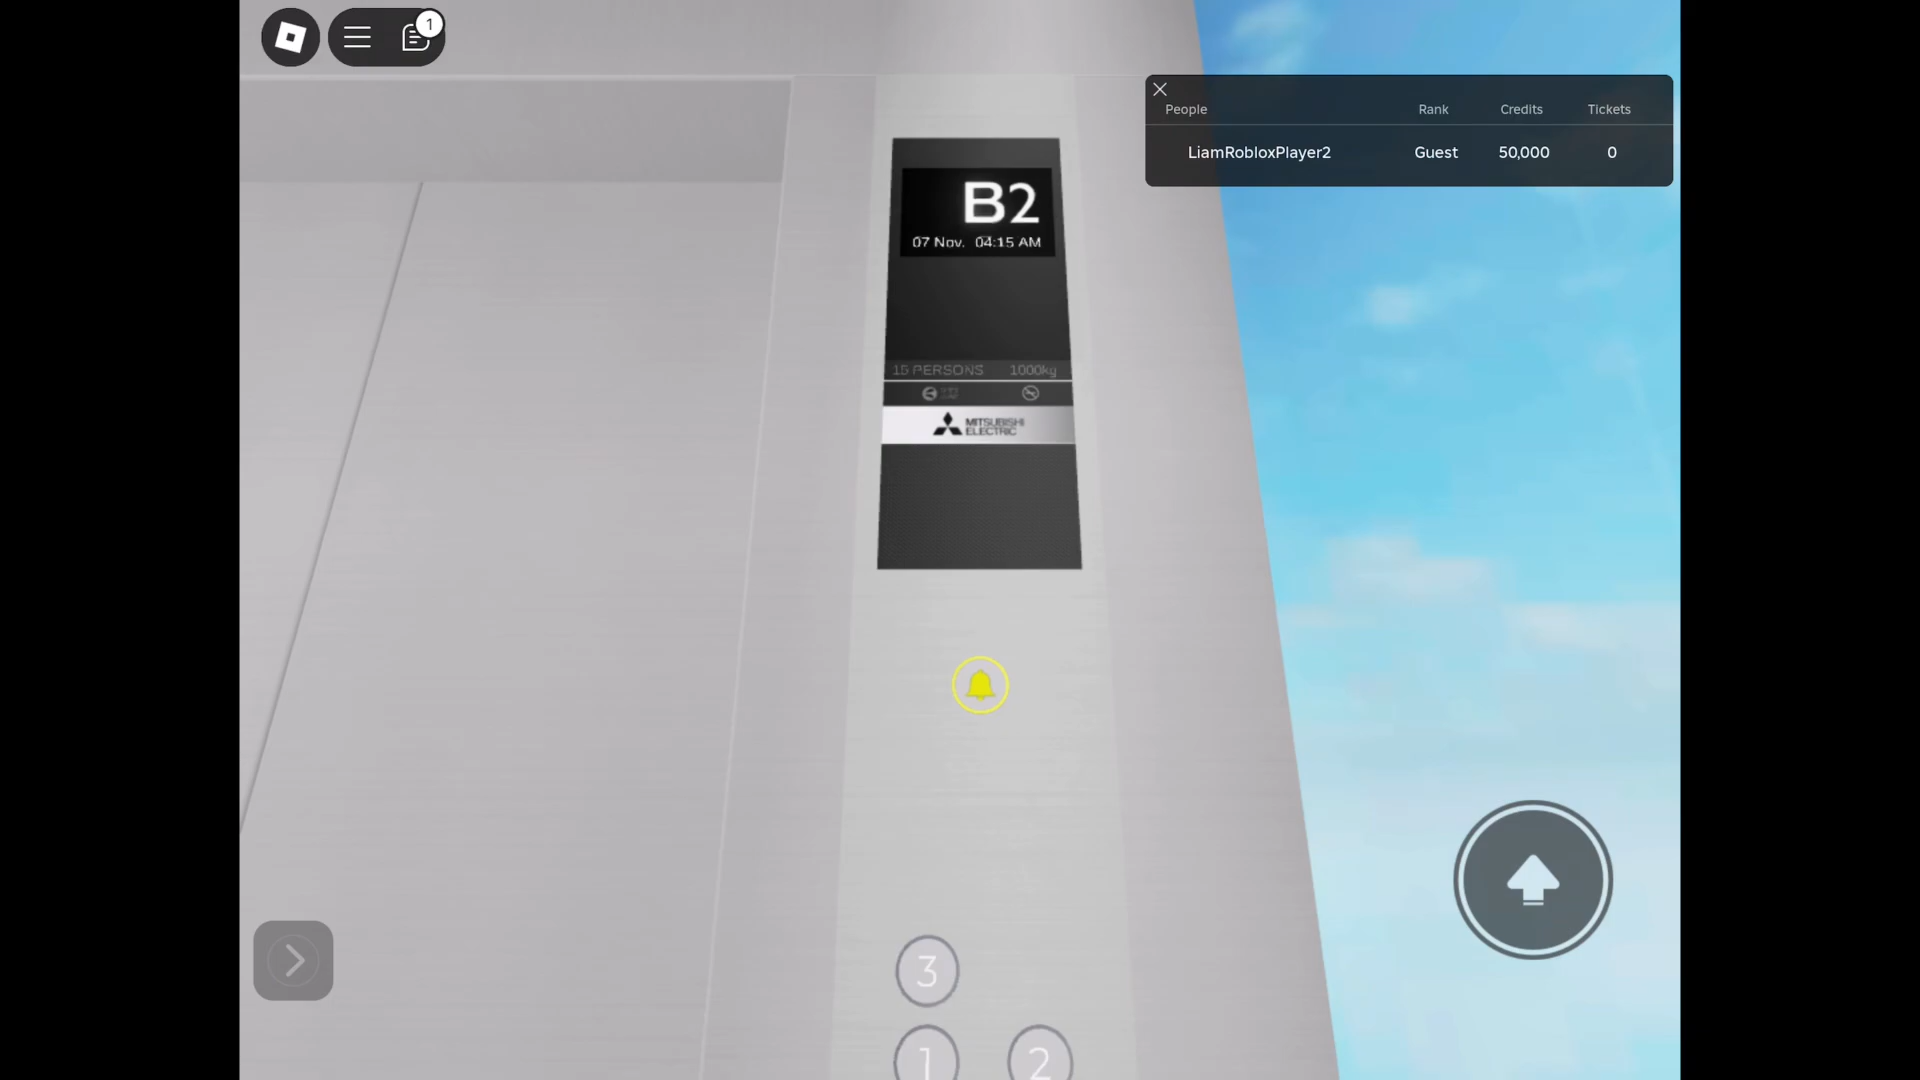 1
People Rank Credits Tickets
LiamRobloxPlayer2 Guest 50,000 0
B2
07 Nov. 04:15 AM
15 PERSONS 1000kg
MITSUBISHI
ELECTRIC
3
1 2